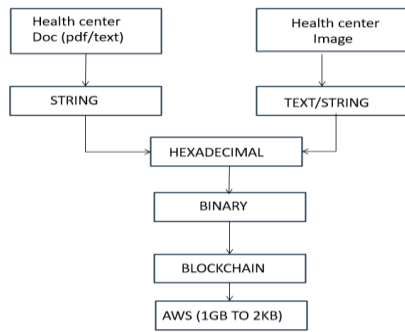 Health center
Doc (pdf/text)
Health center
Image
STRING
TEXT/STRING
HEXADECIMAL
BINARY
BLOCKCHAIN
AWS (1GB TO 2KB)